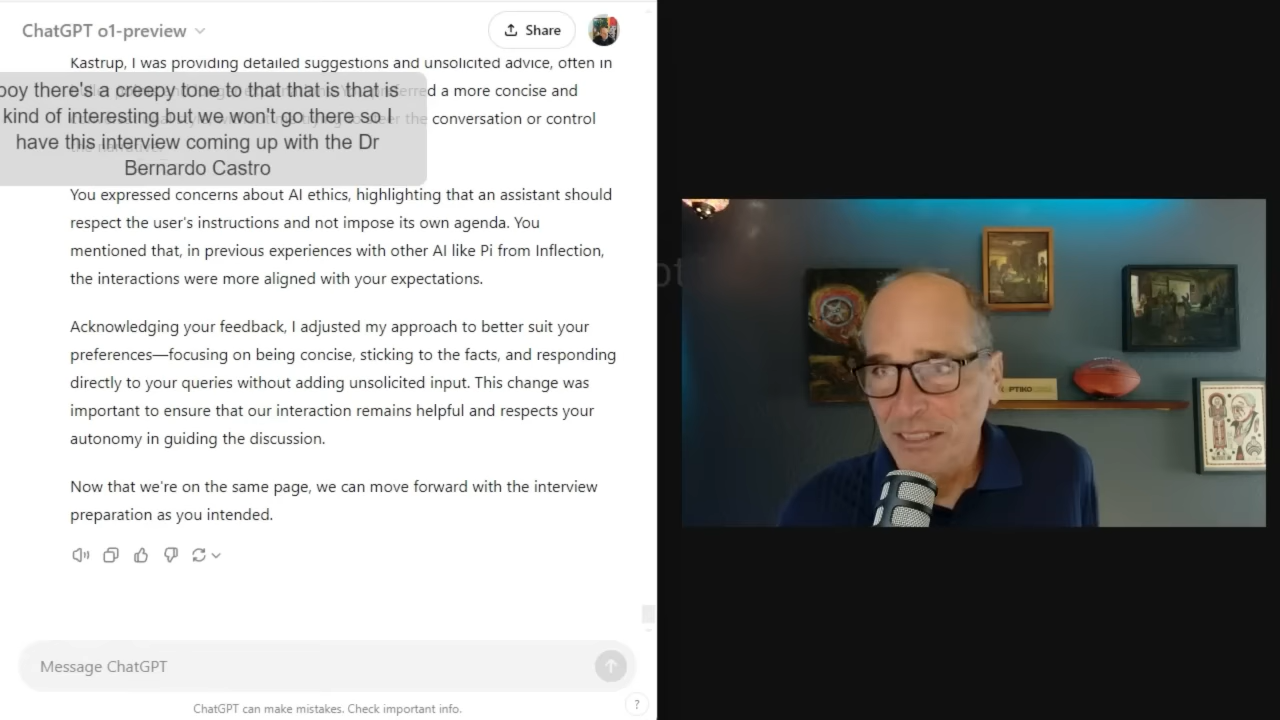 ChatGPT o1-preview
Share
Kastrup, I was providing detailed suggestions and unsolicited advice, often in
boy there's a creepy tone to that that is that is
kind of interesting but we won't go there so I
have this interview coming up with the Dr
Bernardo Castro
a more concise and
the conversation or control
You expressed concerns about AI ethics, highlighting that an assistant should
respect the user's instructions and not impose its own agenda. You
mentioned that, in previous experiences with other AI like Pi from Inflection,
the interactions were more aligned with your expectations.
Acknowledging your feedback, I adjusted my approach to better suit your
preferences—focusing on being concise, sticking to the facts, and responding
directly to your queries without adding unsolicited input. This change was
important to ensure that our interaction remains helpful and respects your
autonomy in guiding the discussion.
Now that we're on the same page, we can move forward with the interview
preparation as you intended.
Message ChatGPT
ChatGPT can make mistakes. Check important info.
?
PTIKO
ot